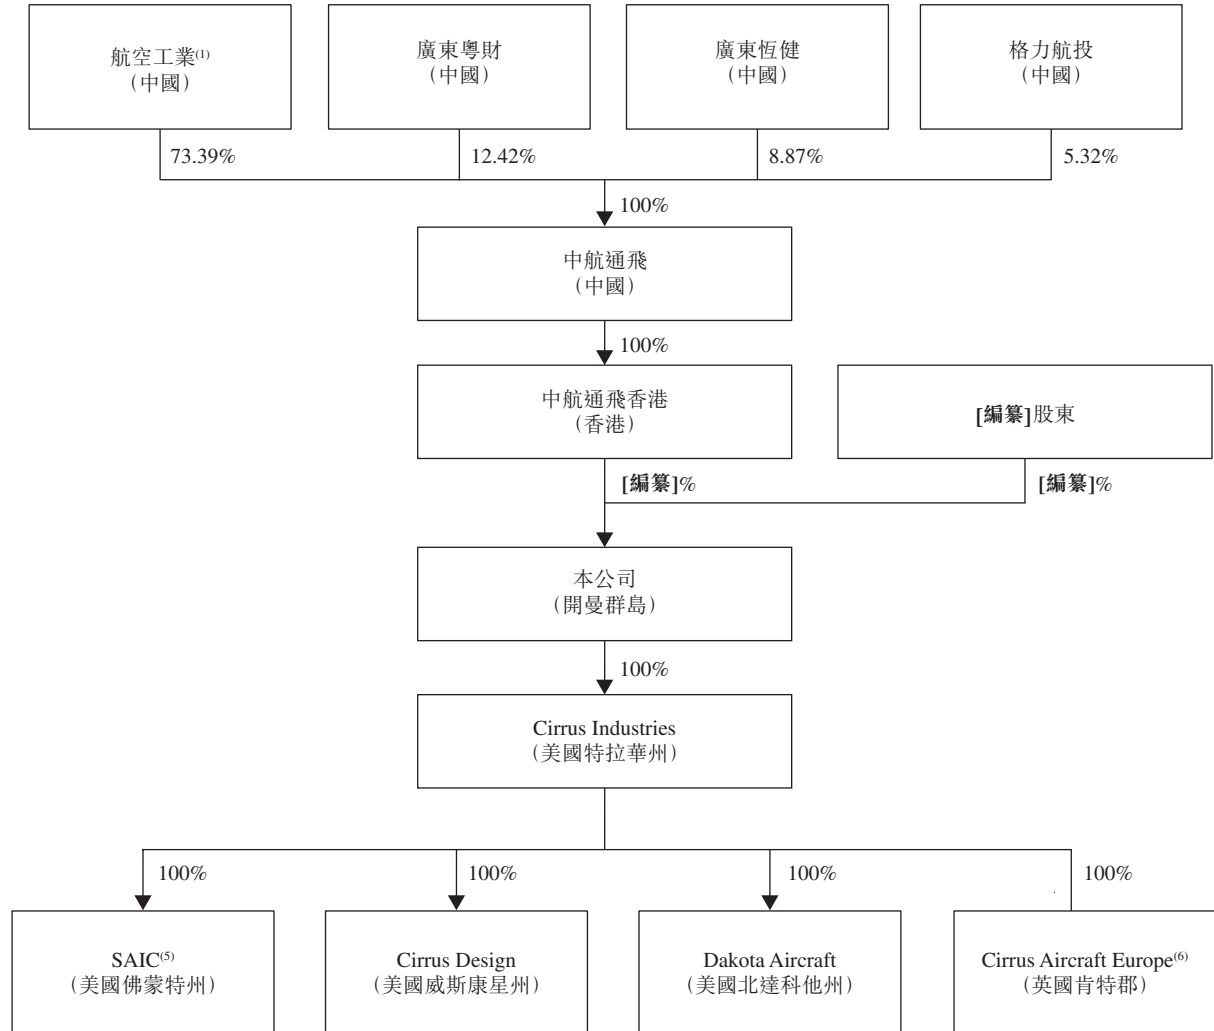 航空工業(1)
(中國)
廣東粵財
(中國)
廣東恆健
(中國)
格力航投
(中國)
73.39%
12.42%
8.87%
5.32%
100%
中航通飛
(中國)
100%
中航通飛香港
(香港)
[編纂]股東
[編纂]%
[編纂]%
本公司
(開曼群島)
100%
Cirrus Industries
(美國特拉華州)
100%
100%
100%
100%
SAIC(5)
(美國佛蒙特州)
Cirrus Design
(美國威斯康星州)
Dakota Aircraft
(美國北達科他州)
Cirrus Aircraft Europe(6)
(英國肯特郡)